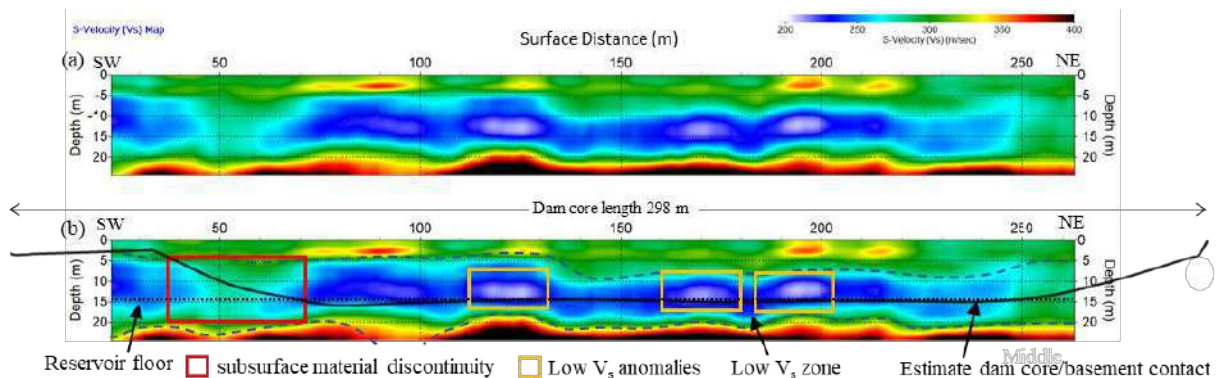 S-Velocity (Vs) Map
200 250 300 350 400
S-Velocity (Vs) (m/sec)
Surface Distance (m)
(a) SW 50 100 150 200 250 NE
0 0
-5 -5
-10 10
15 15
20 20
Depth (m) Depth (m)
Dam core length 298 m
(b) SW 50 100 150 200 250 NE
0 0
5 5
10 10
15 15
20 20
Depth (m) Depth (m)
Middle
Reservoir floor subsurface material discontinuity Low Vs anomalies Low Vs zone Estimate dam core/basement contact